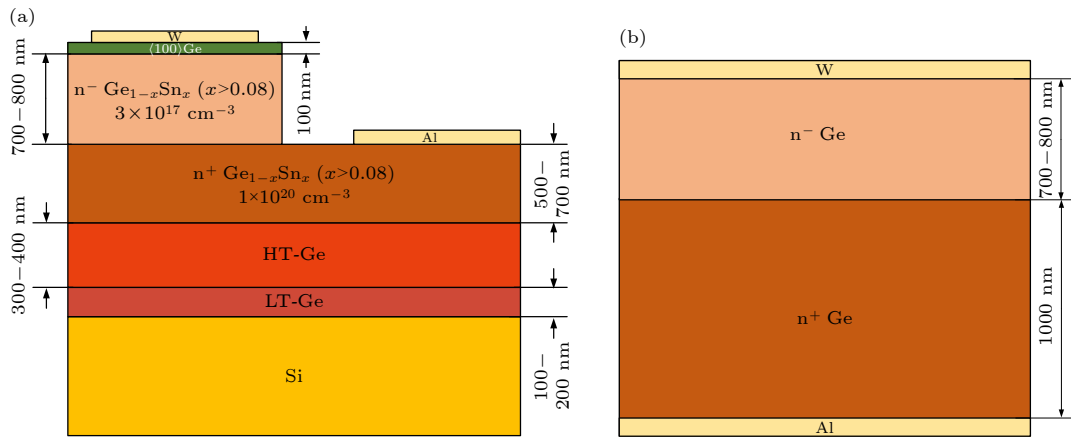 (a)
W
(100) Ge
n⁻ Ge₁₋ₓSnₓ (x>0.08)
3×10¹⁷ cm⁻³
700−800 nm
100 nm
Al
n⁺ Ge₁₋ₓSnₓ (x>0.08)
1×10²⁰ cm⁻³
500−
700 nm
HT-Ge
300−400 nm
LT-Ge
Si
100−
200 nm
(b)
W
n⁻ Ge
700−800 nm
n⁺ Ge
1000 nm
Al